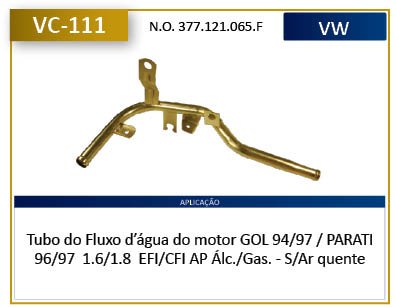 VC-111
N.O. 377.121.065.F
VW
APLICAÇÃO
Tubo do Fluxo d’água do motor GOL 94/97 / PARATI
96/97 1.6/1.8 EFI/CFI AP Álc./Gas. - S/Ar quente